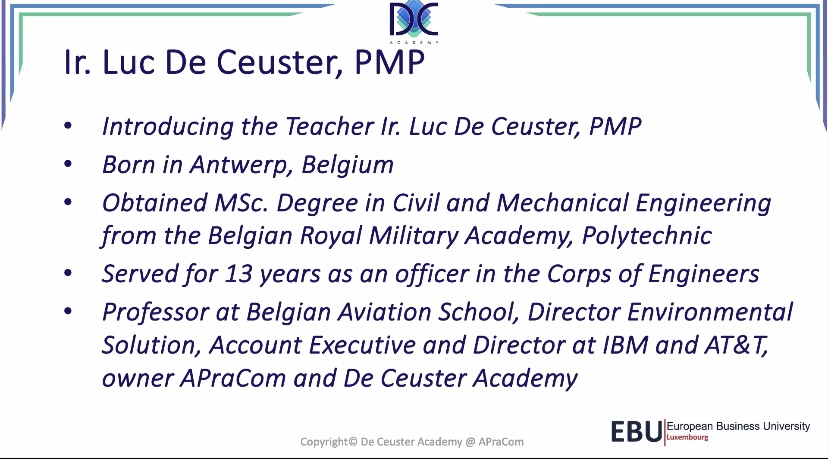 DC
ACADEMY
Ir. Luc De Ceuster, PMP
• Introducing the Teacher Ir. Luc De Ceuster, PMP
• Born in Antwerp, Belgium
• Obtained MSc. Degree in Civil and Mechanical Engineering
from the Belgian Royal Military Academy, Polytechnic
• Served for 13 years as an officer in the Corps of Engineers
• Professor at Belgian Aviation School, Director Environmental
Solution, Account Executive and Director at IBM and AT&T,
owner APraCom and De Ceuster Academy
Copyright© De Ceuster Academy @ APraCom
EBU European Business University
Luxembourg